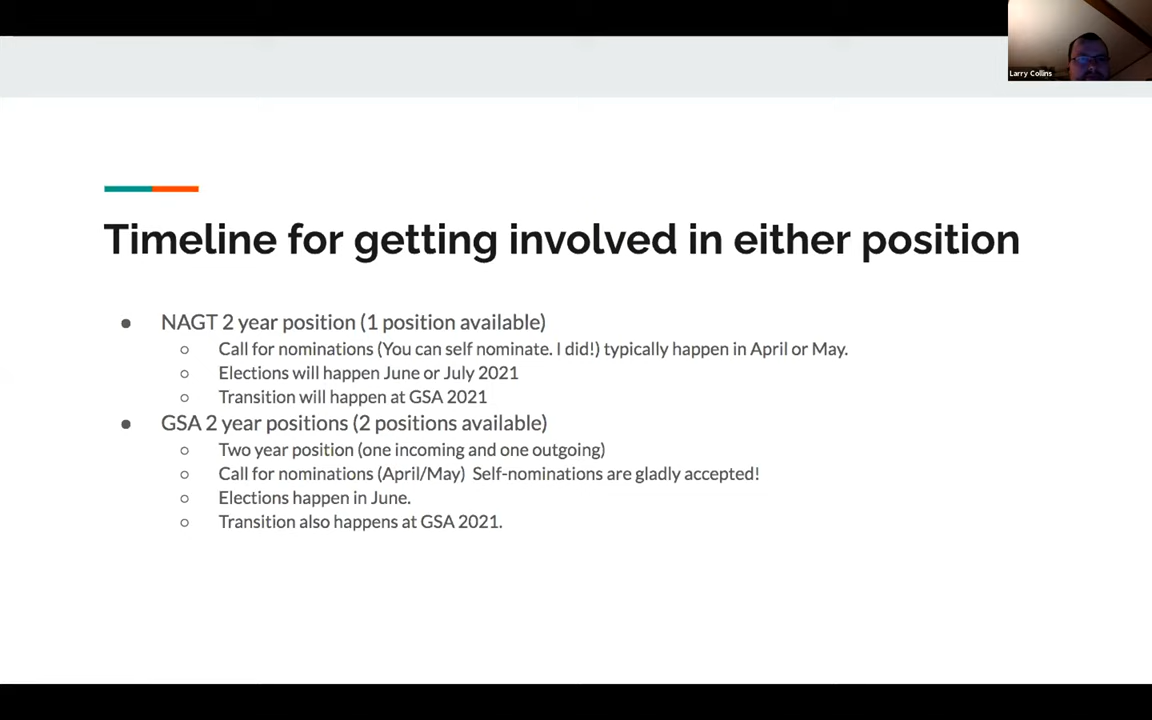 Larry Collins
Timeline for getting involved in either position
● NAGT 2 year position (1 position available)
○ Call for nominations (You can self nominate. I did!) typically happen in April or May.
○ Elections will happen June or July 2021
○ Transition will happen at GSA 2021
● GSA 2 year positions (2 positions available)
○ Two year position (one incoming and one outgoing)
○ Call for nominations (April/May)  Self-nominations are gladly accepted!
○ Elections happen in June.
○ Transition also happens at GSA 2021.